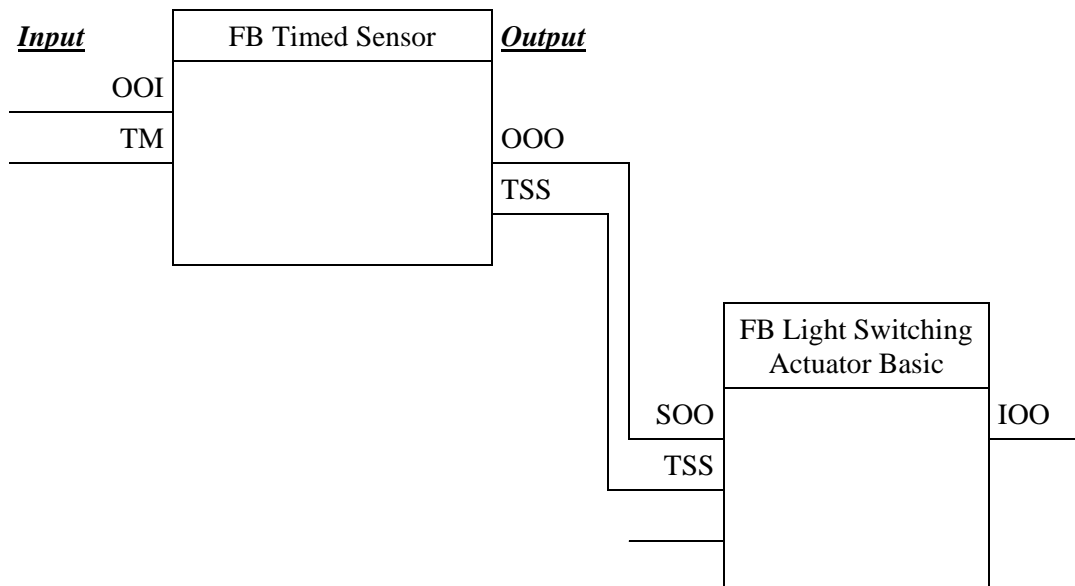 Input
FB Timed Sensor
Output
OOI
TM
OOO
TSS
FB Light Switching
Actuator Basic
SOO
IOO
TSS